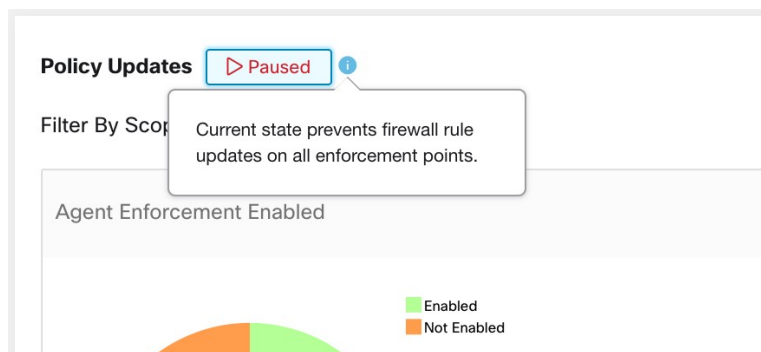 Policy Updates Paused
Filter By Scop
Current state prevents firewall rule
updates on all enforcement points.
Agent Enforcement Enabled
Enabled
Not Enabled